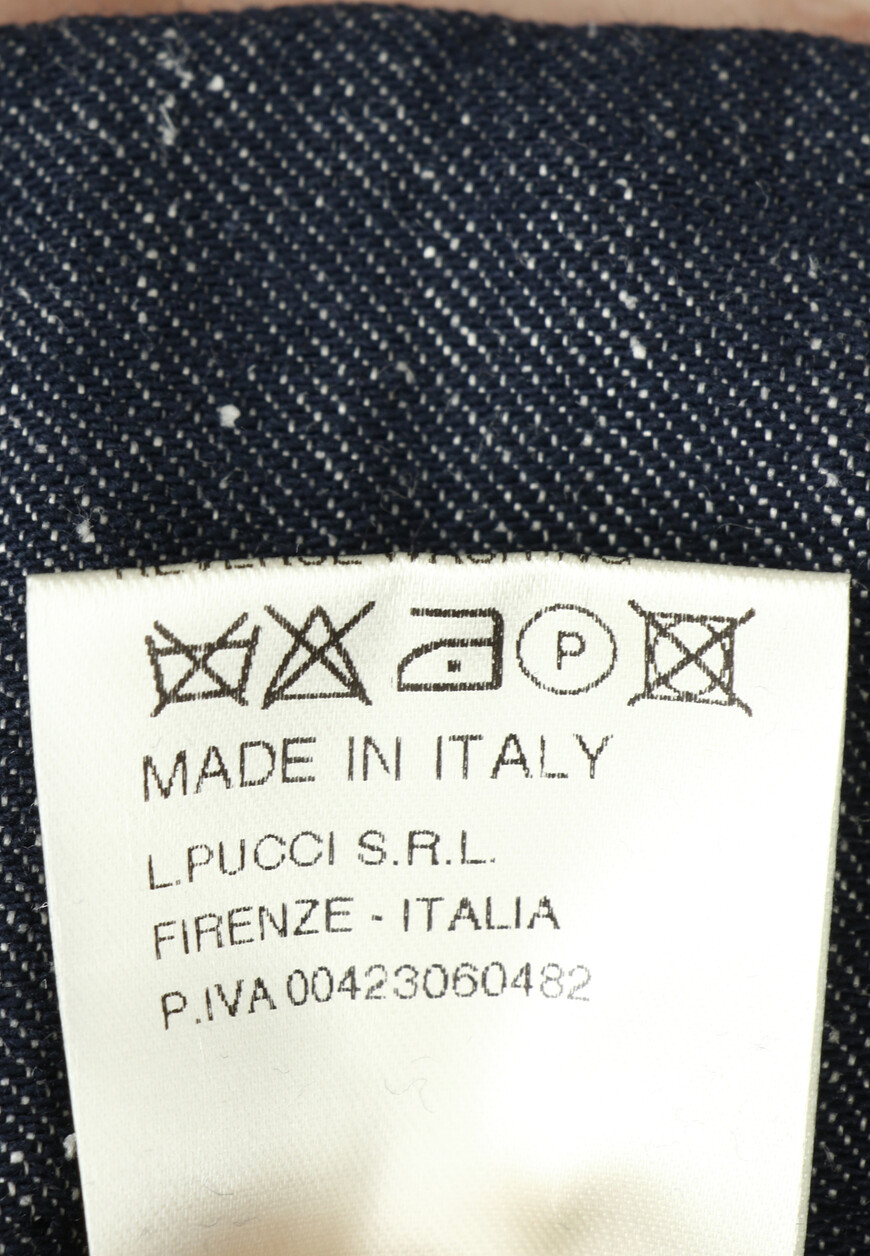 P
MADE IN ITALY
L.PUCCI S.R.L.
FIRENZE - ITALIA
P.IVA 00423060482